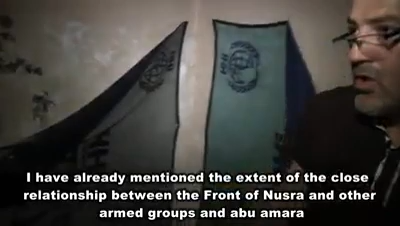 I have already mentioned the extent of the close
relationship between the Front of Nusra and other
armed groups and abu amara